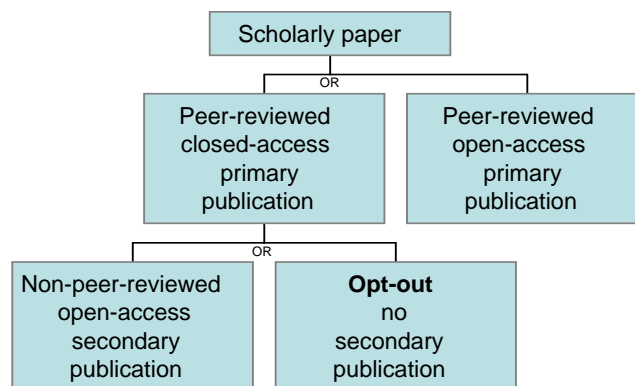 Scholarly paper
OR
Peer-reviewed
closed-access
primary
publication
Peer-reviewed
open-access
primary
publication
OR
Non-peer-reviewed
open-access
secondary
publication
Opt-out
no
secondary
publication